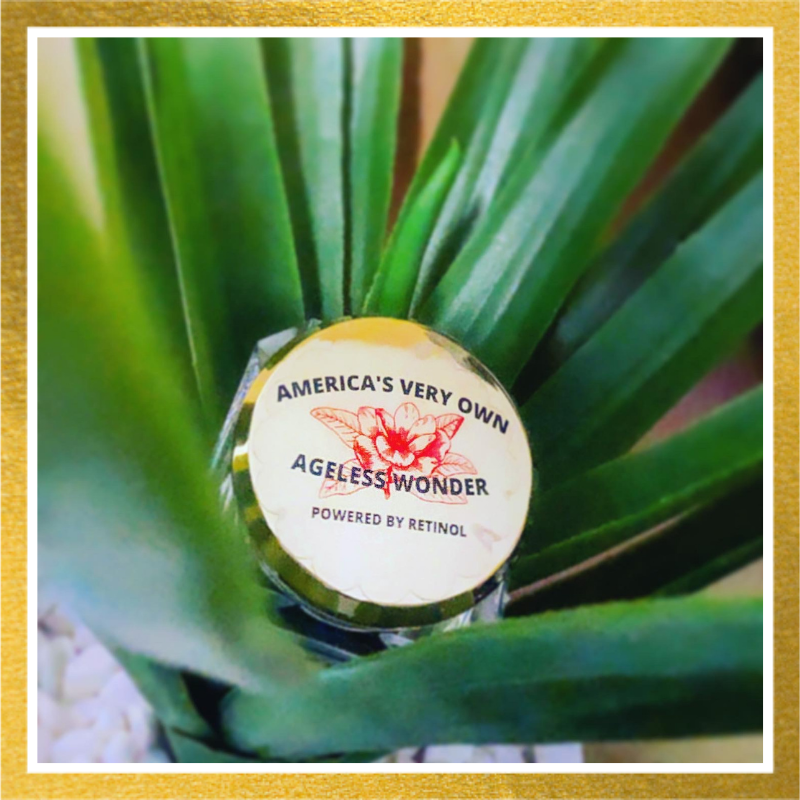 AMERICA'S VERY OWN
AGELESS WONDER
POWERED BY RETINOL